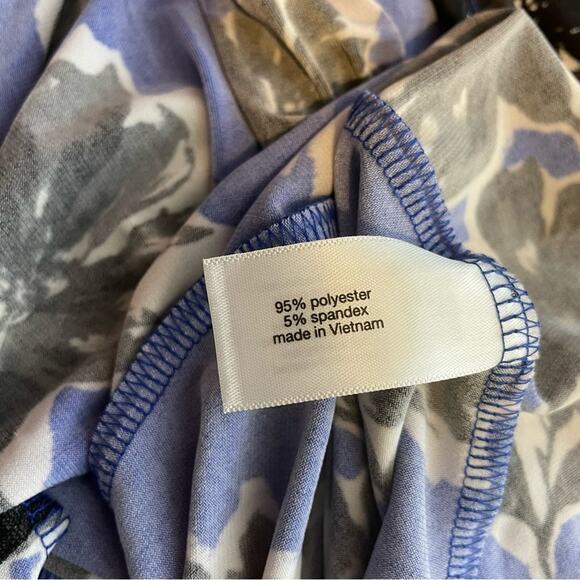 95% polyester
5% spandex
made in Vietnam